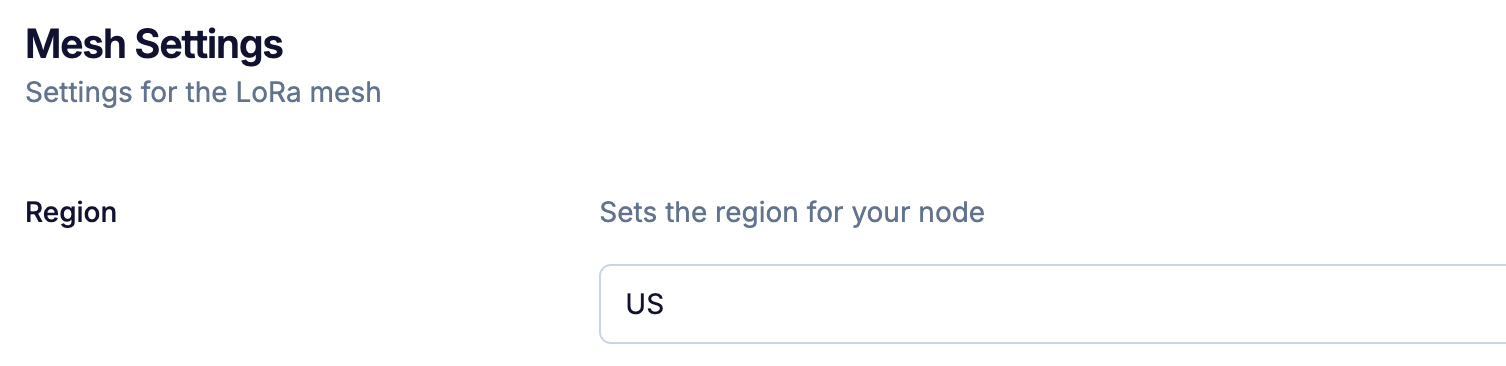 Mesh Settings
Settings for the LoRa mesh
Region
Sets the region for your node
US